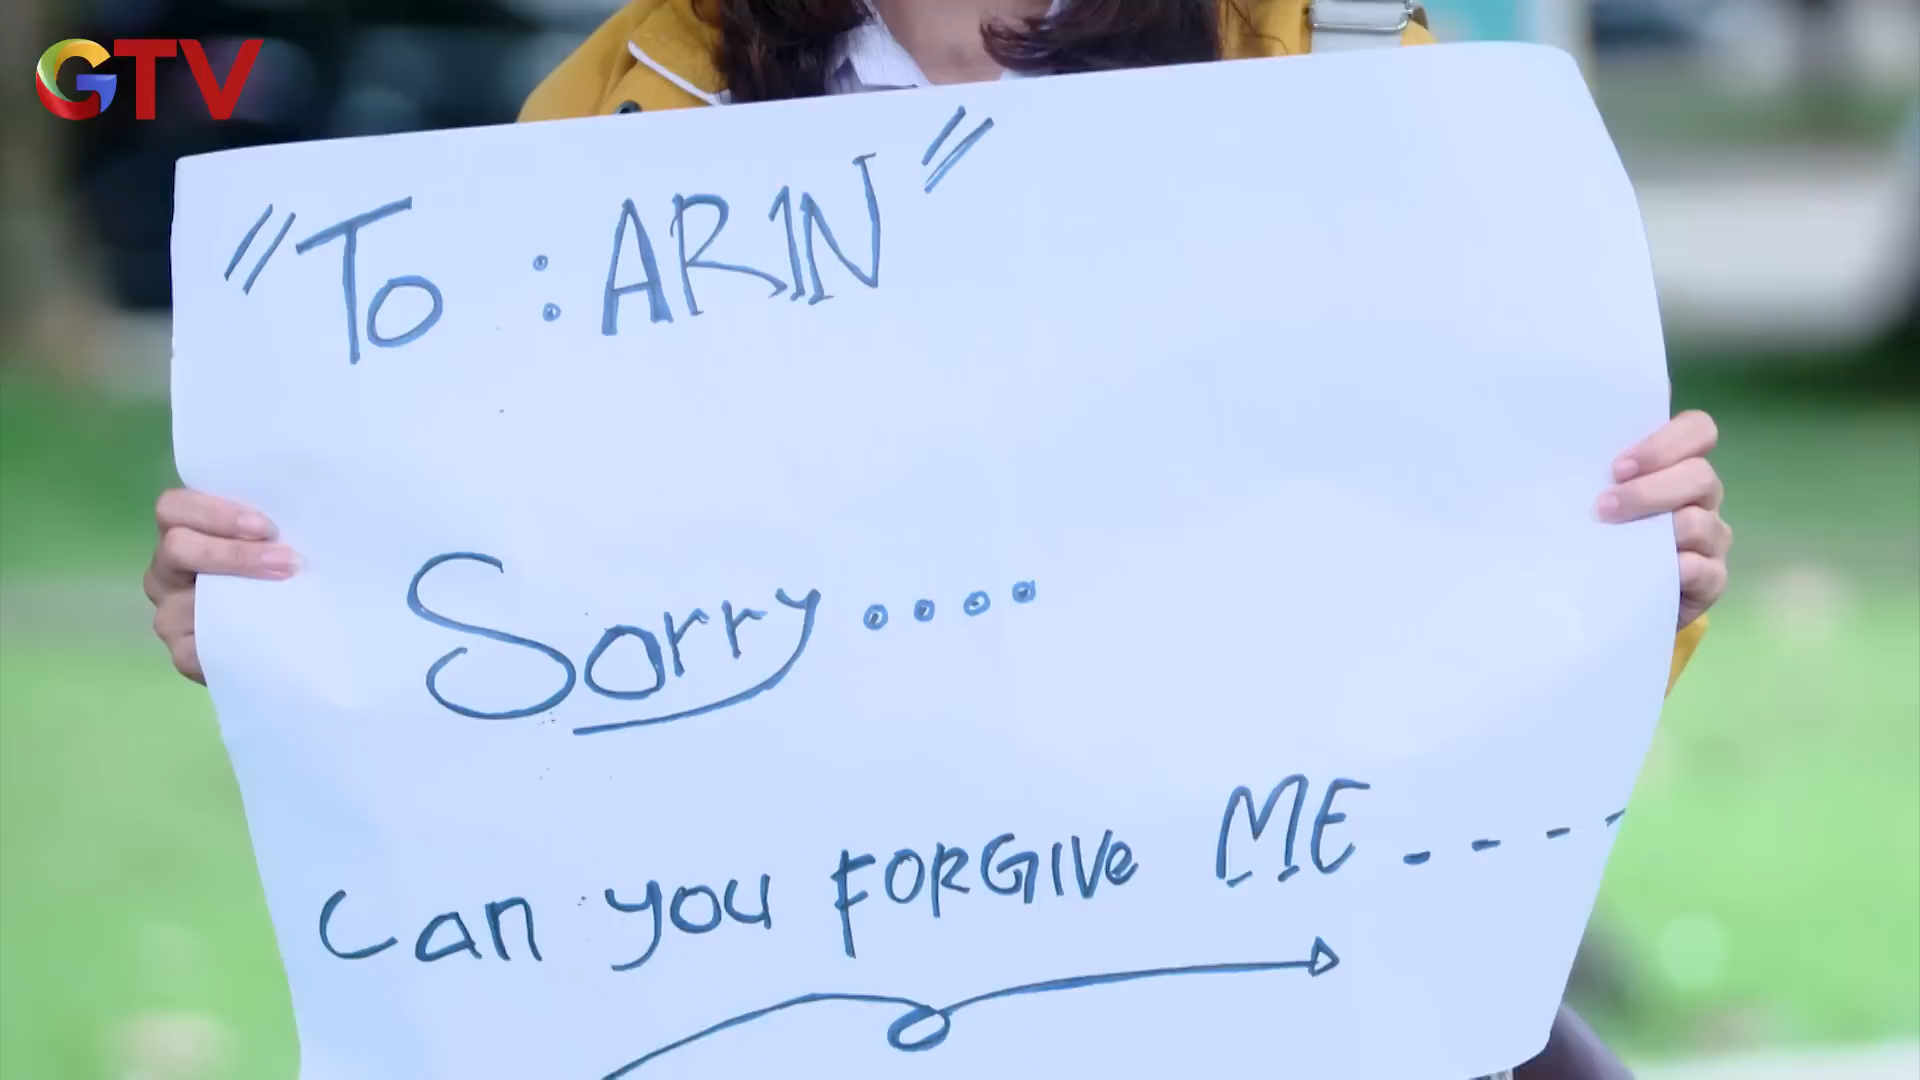 GTV
"To : ARIN"
Sorry....
Can you FORGIVE ME----